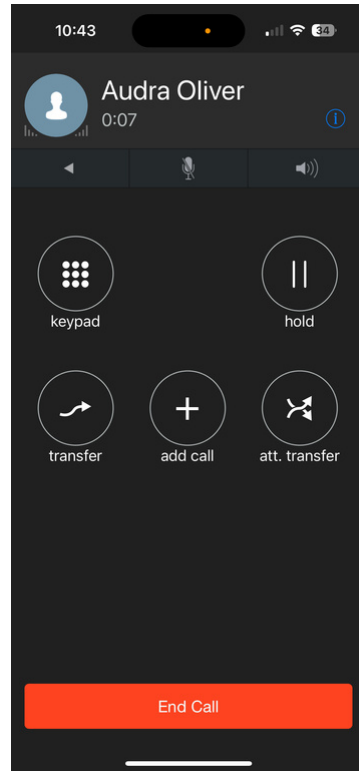 10:43
34
Audra Oliver
0:07
keypad
hold
transfer
add call
att. transfer
End Call